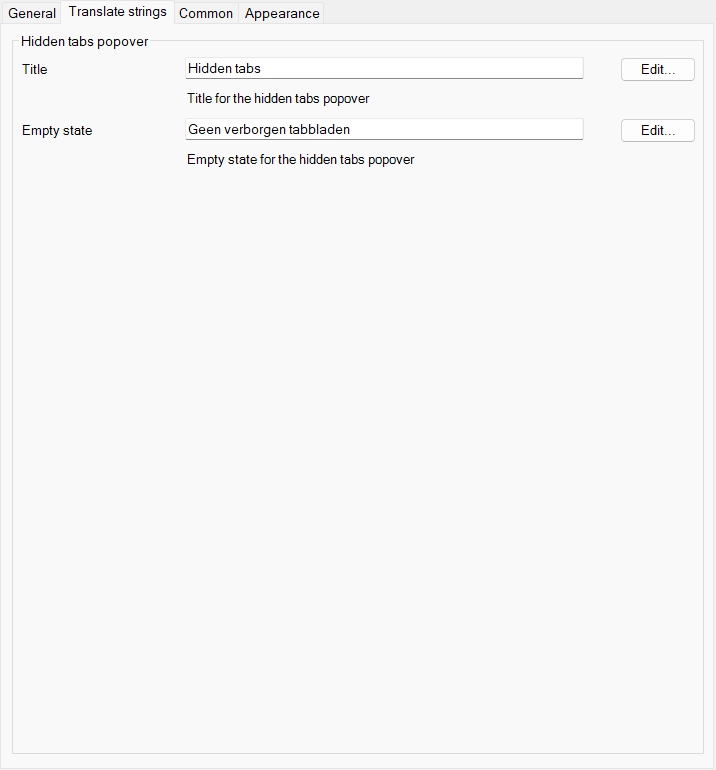 General Translate strings Common Appearance
Hidden tabs popover
Title Hidden tabs Edit...
Title for the hidden tabs popover
Empty state Geen verborgen tabbladen Edit...
Empty state for the hidden tabs popover